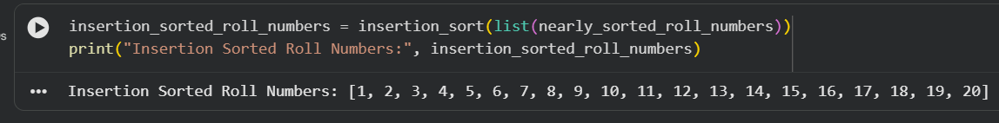 insertion_sorted_roll_numbers = insertion_sort(list(nearly_sorted_roll_numbers))
print("Insertion Sorted Roll Numbers:", insertion_sorted_roll_numbers)
Insertion Sorted Roll Numbers: [1, 2, 3, 4, 5, 6, 7, 8, 9, 10, 11, 12, 13, 14, 15, 16, 17, 18, 19, 20]